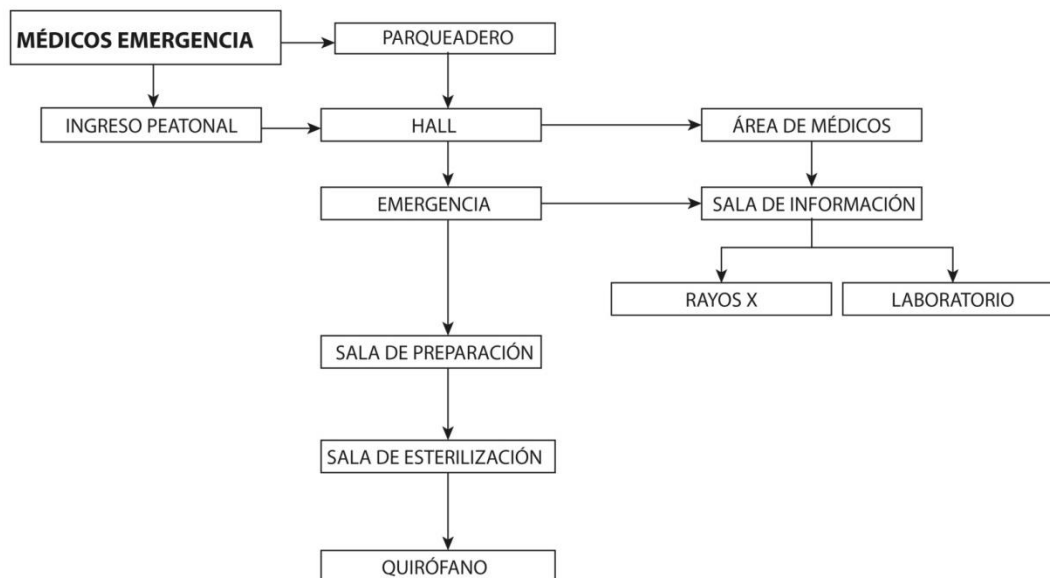 MÉDICOS EMERGENCIA
PARQUEADERO
INGRESO PEATONAL
HALL
ÁREA DE MÉDICOS
EMERGENCIA
SALA DE INFORMACIÓN
RAYOS X
LABORATORIO
SALA DE PREPARACIÓN
SALA DE ESTERILIZACIÓN
QUIRÓFANO